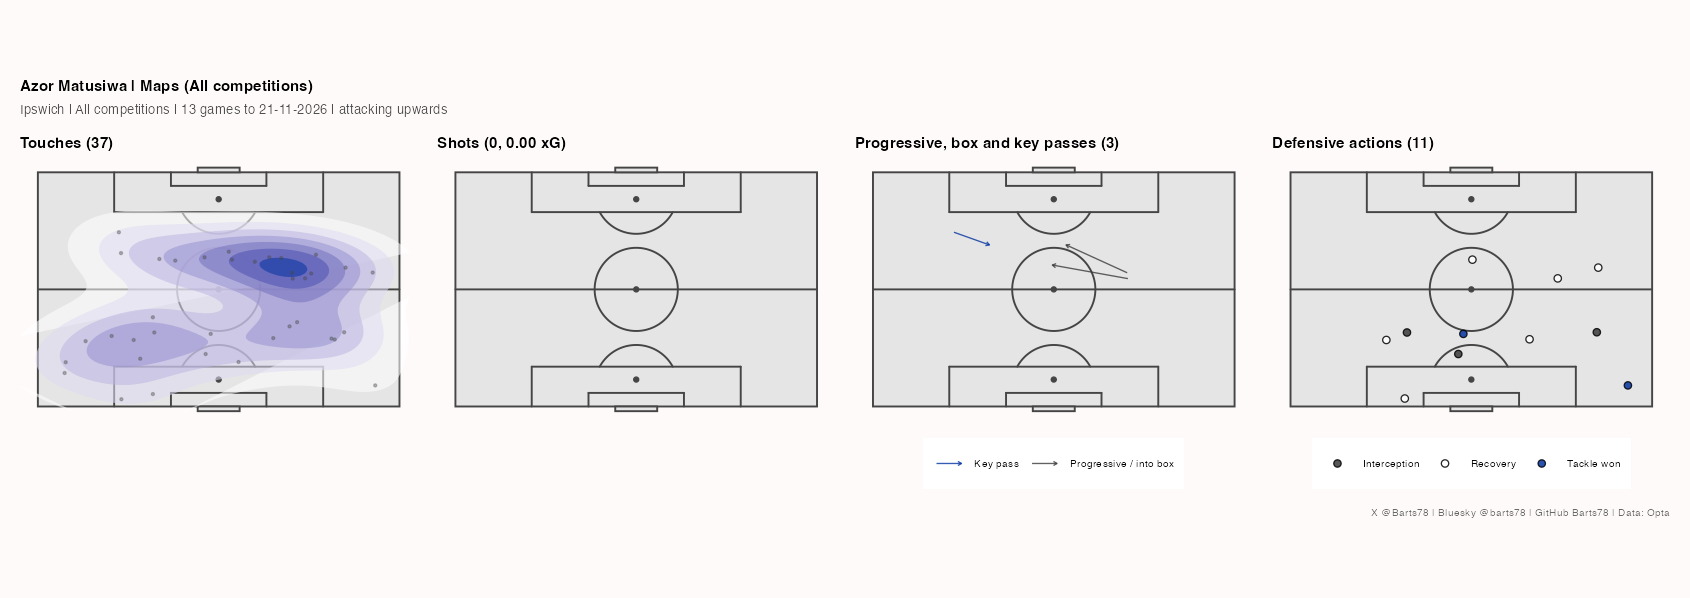 Azor Matusiwa | Maps (All competitions)
Ipswich | All competitions | 13 games to 21-11-2026 | attacking upwards
Touches (37)
Shots (0, 0.00 xG)
Progressive, box and key passes (3)
Defensive actions (11)
Key pass
Progressive / into box
Interception
Recovery
Tackle won
X @Barts78 | Bluesky @barts78 | GitHub Barts78 | Data: Opta